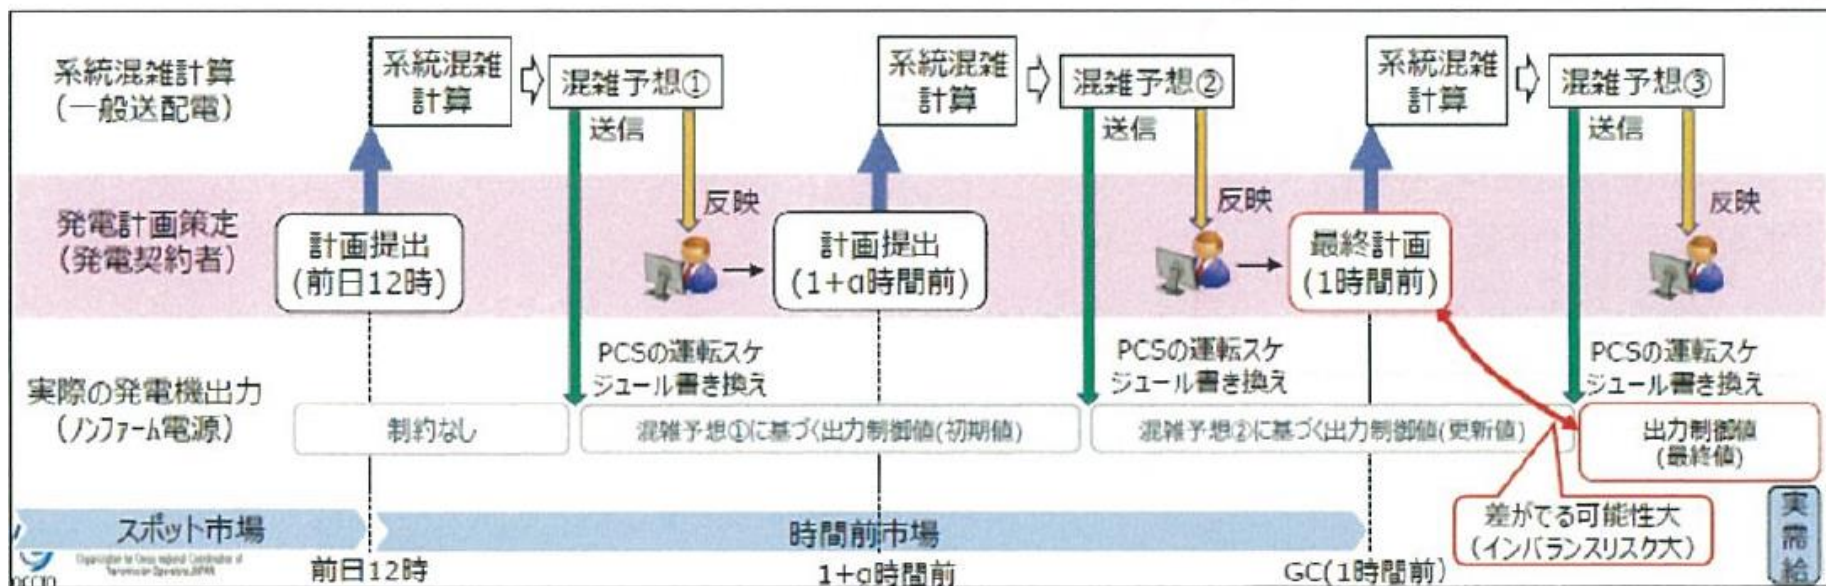 系統混雑計算
(一般送配電)
系統混雑
計算
混雑予想①
送信
系統混雑
計算
混雑予想②
送信
系統混雑
計算
混雑予想③
送信
発電計画策定
(発電契約者)
計画提出
(前日12時)
反映
計画提出
(1+α時間前)
反映
最終計画
(1時間前)
反映
実際の発電機出力
(ノンファーム電源)
PCSの運転スケ
ジュール書き換え
PCSの運転スケ
ジュール書き換え
PCSの運転スケ
ジュール書き換え
制約なし
混雑予想①に基づく出力制御値(初期値)
混雑予想②に基づく出力制御値(更新値)
出力制御値
(最終値)
差がでる可能性大
(インバランスリスク大)
スポット市場
時間前市場
実需給
前日12時
1+α時間前
GC(1時間前)